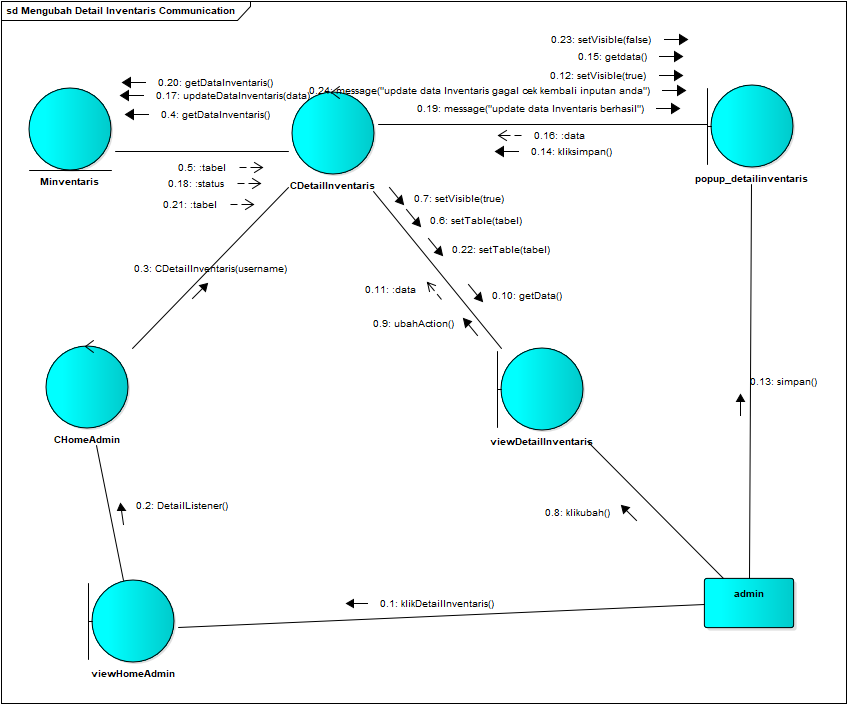 sd Mengubah Detail Inventaris Communication
0.23: setVisible(false)
0.15: getdata()
0.12: setVisible(true)
0.20: getDataInventaris()
0.24: message("update data Inventaris gagal cek kembali inputan anda")
0.17: updateDataInventaris(data)
0.19: message("update data Inventaris berhasil")
0.4: getDataInventaris()
0.16: :data
0.14: kliksimpan()
0.5: :tabel
Minventaris
0.18: :status
CDetailInventaris
popup_detailinventaris
0.21: :tabel
0.7: setVisible(true)
0.6: setTable(tabel)
0.22: setTable(tabel)
0.3: CDetailInventaris(username)
0.11: :data
0.10: getData()
0.9: ubahAction()
0.13: simpan()
CHomeAdmin
viewDetailInventaris
0.2: DetailListener()
0.8: klikubah()
admin
0.1: klikDetailInventaris()
viewHomeAdmin